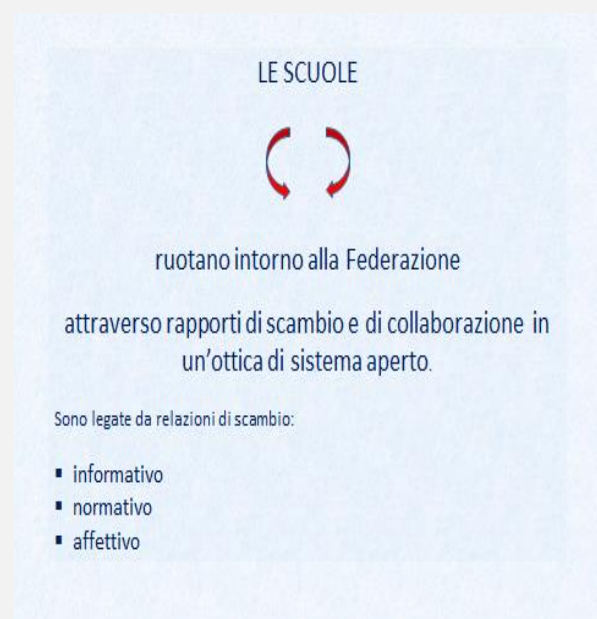 LE SCUOLE
ruotano intorno alla Federazione
attraverso rapporti di scambio e di collaborazione in
un'ottica di sistema aperto.
Sono legate da relazioni di scambio:
▪ informativo
▪ normativo
▪ affettivo